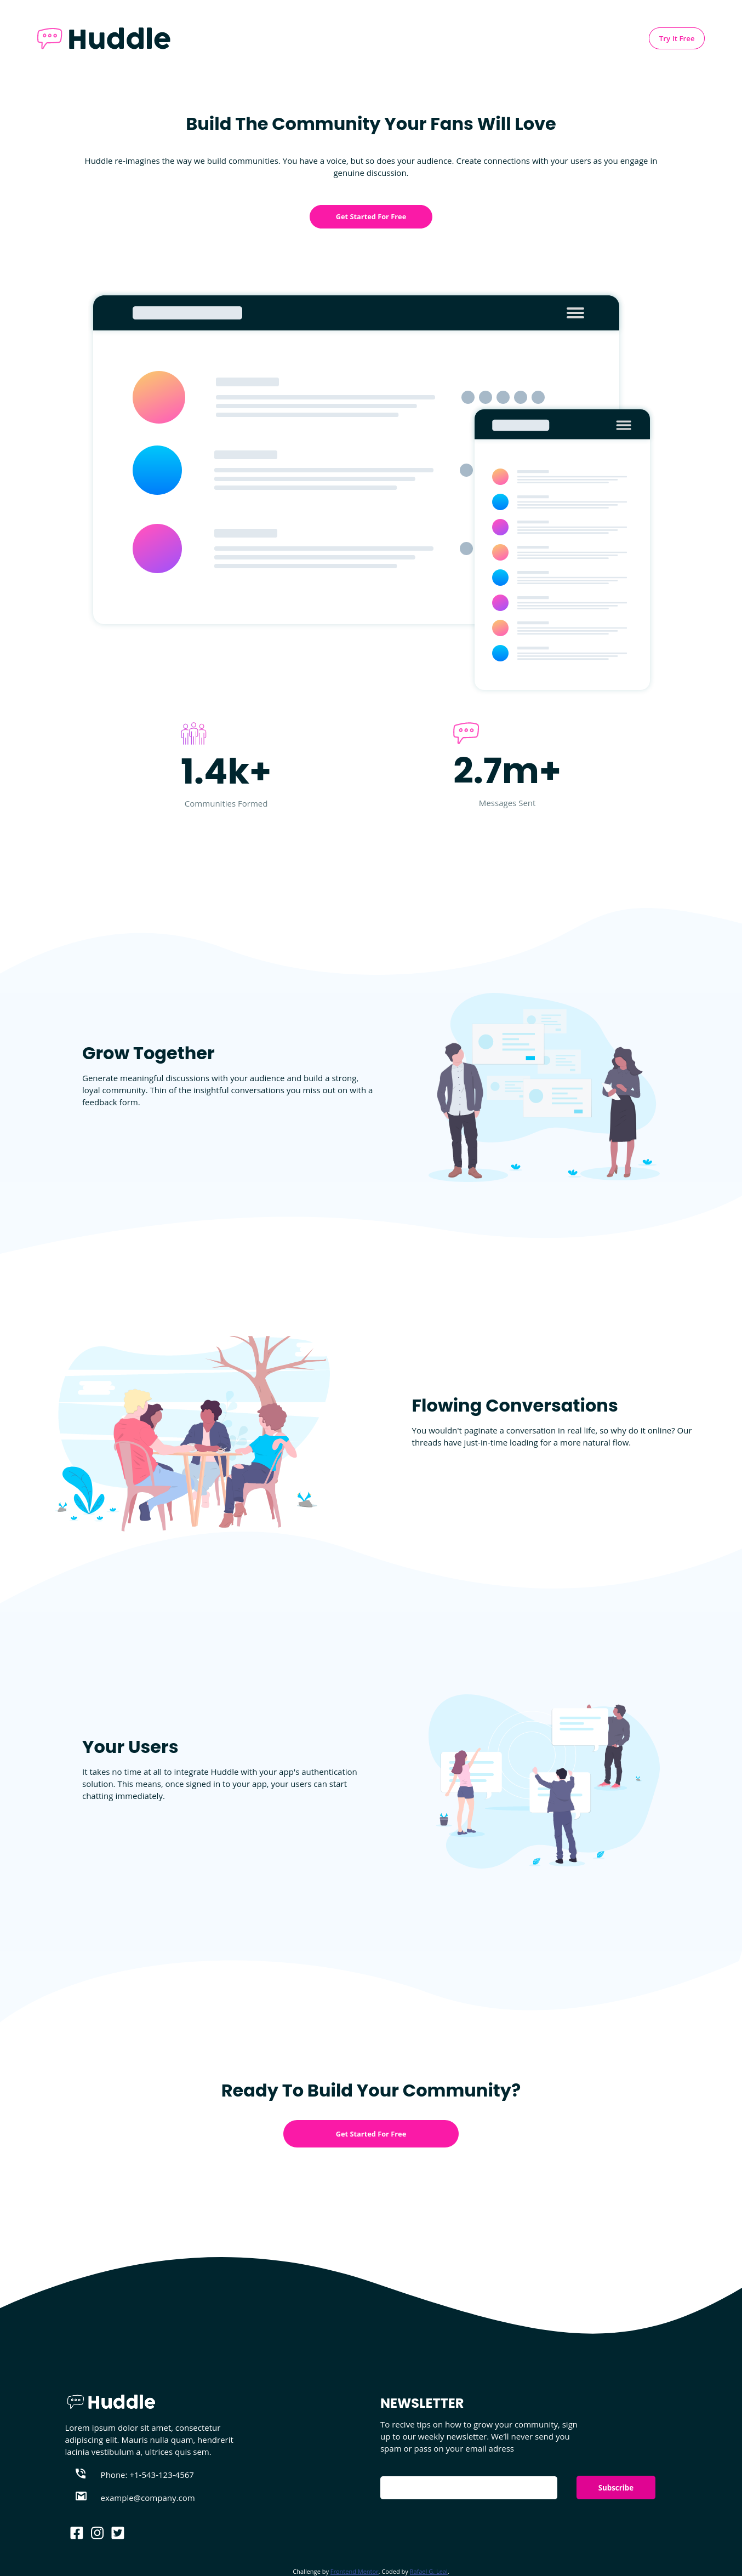 Huddle
Try It Free
Build The Community Your Fans Will Love
Huddle re-imagines the way we build communities. You have a voice, but so does your audience. Create connections with your users as you engage in
genuine discussion.
Get Started For Free
1.4k+
Communities Formed
2.7m+
Messages Sent
Grow Together
Generate meaningful discussions with your audience and build a strong,
loyal community. Thin of the insightful conversations you miss out on with a
feedback form.
Flowing Conversations
You wouldn't paginate a conversation in real life, so why do it online? Our
threads have just-in-time loading for a more natural flow.
Your Users
It takes no time at all to integrate Huddle with your app's authentication
solution. This means, once signed in to your app, your users can start
chatting immediately.
Ready To Build Your Community?
Get Started For Free
Huddle
Lorem ipsum dolor sit amet, consectetur
adipiscing elit. Mauris nulla quam, hendrerit
lacinia vestibulum a, ultrices quis sem.
Phone: +1-543-123-4567
example@company.com
NEWSLETTER
To recive tips on how to grow your community, sign
up to our weekly newsletter. We'll never send you
spam or pass on your email adress
Subscribe
Challenge by Frontend Mentor. Coded by Rafael G. Leal.